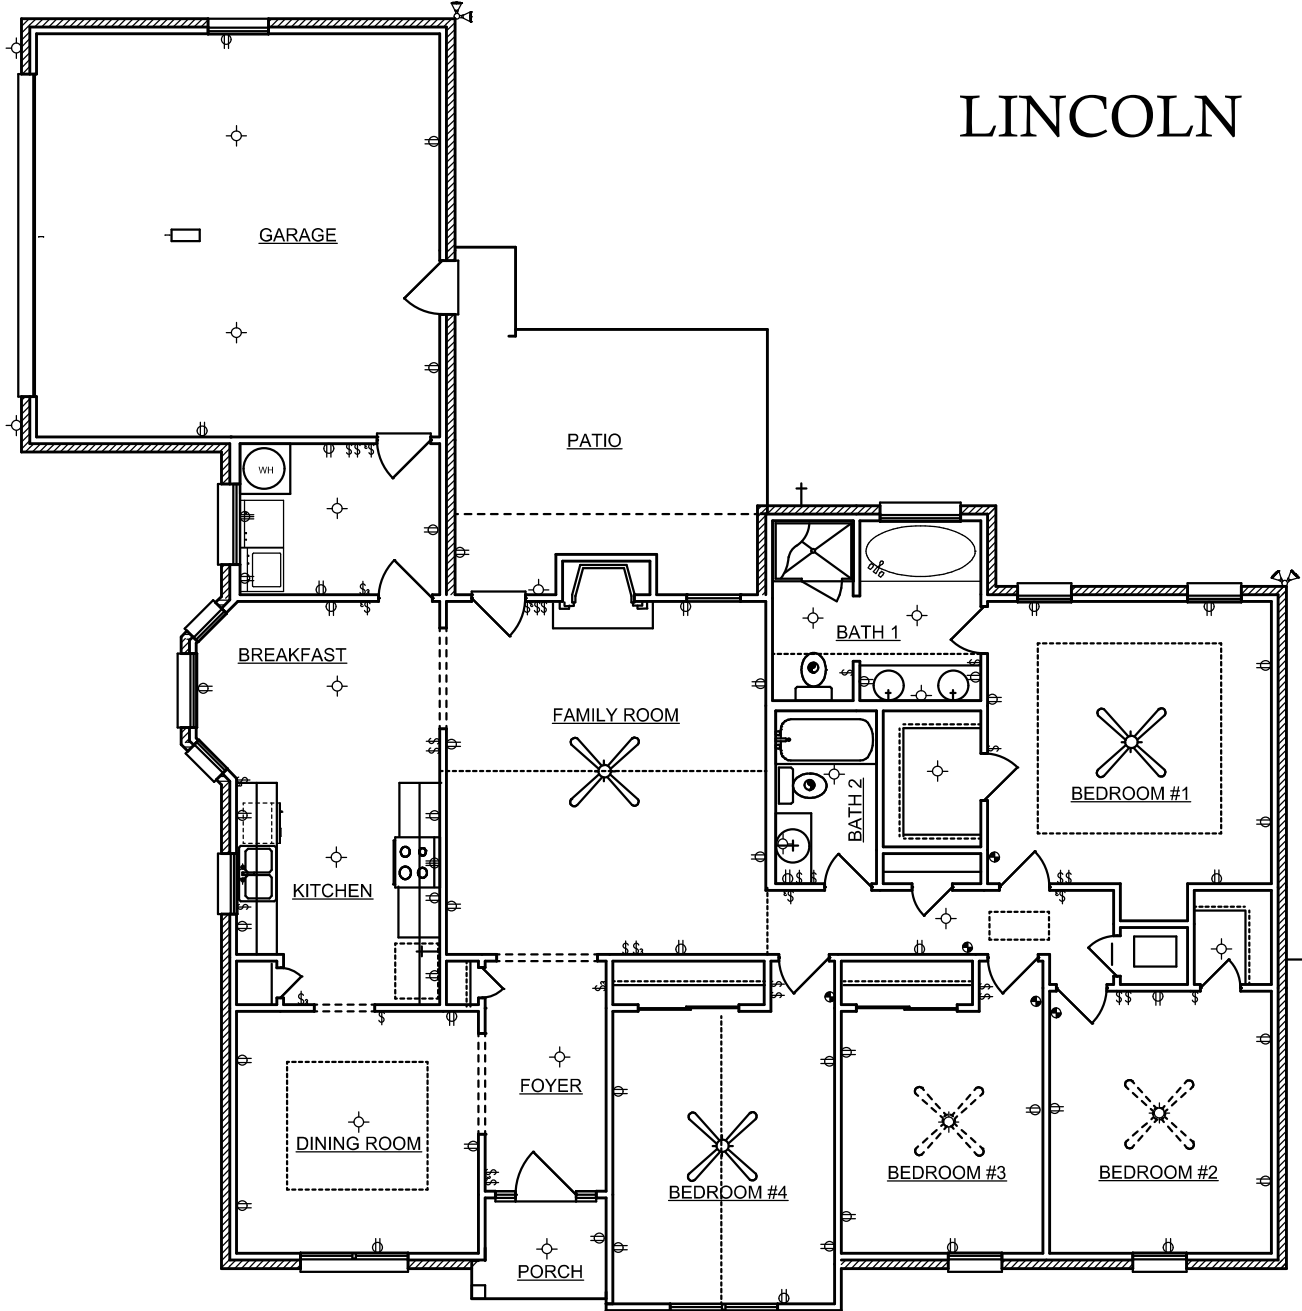 LINCOLN
GARAGE
PATIO
WH
BATH 1
BREAKFAST
FAMILY ROOM
BEDROOM #1
BATH 2
KITCHEN
FOYER
DINING ROOM
BEDROOM #4
BEDROOM #3
BEDROOM #2
PORCH